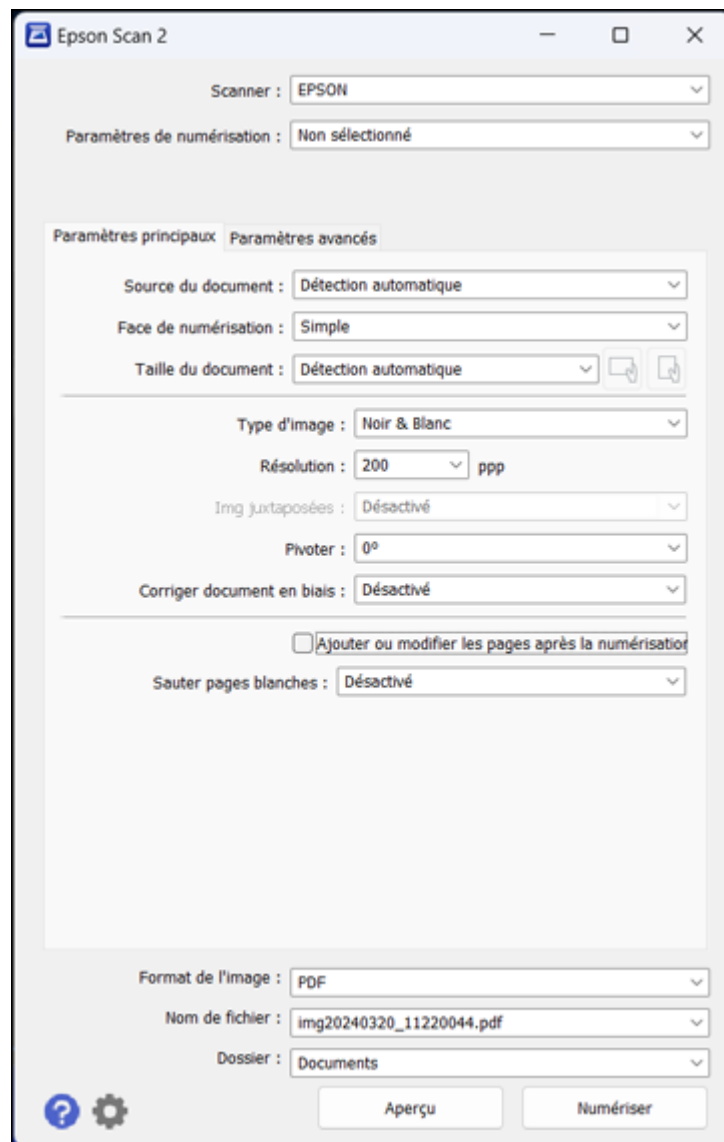 Epson Scan 2
Scanner : EPSON
Paramètres de numérisation : Non sélectionné
Paramètres principaux Paramètres avancés
Source du document : Détection automatique
Face de numérisation : Simple
Taille du document : Détection automatique
Type d'image : Noir & Blanc
Résolution : 200 ppp
Img juxtaposées : Désactivé
Pivoter : 0º
Corriger document en biais : Désactivé
Ajouter ou modifier les pages après la numérisation
Sauter pages blanches : Désactivé
Format de l'image : PDF
Nom de fichier : img20240320_11220044.pdf
Dossier : Documents
? Aperçu Numériser